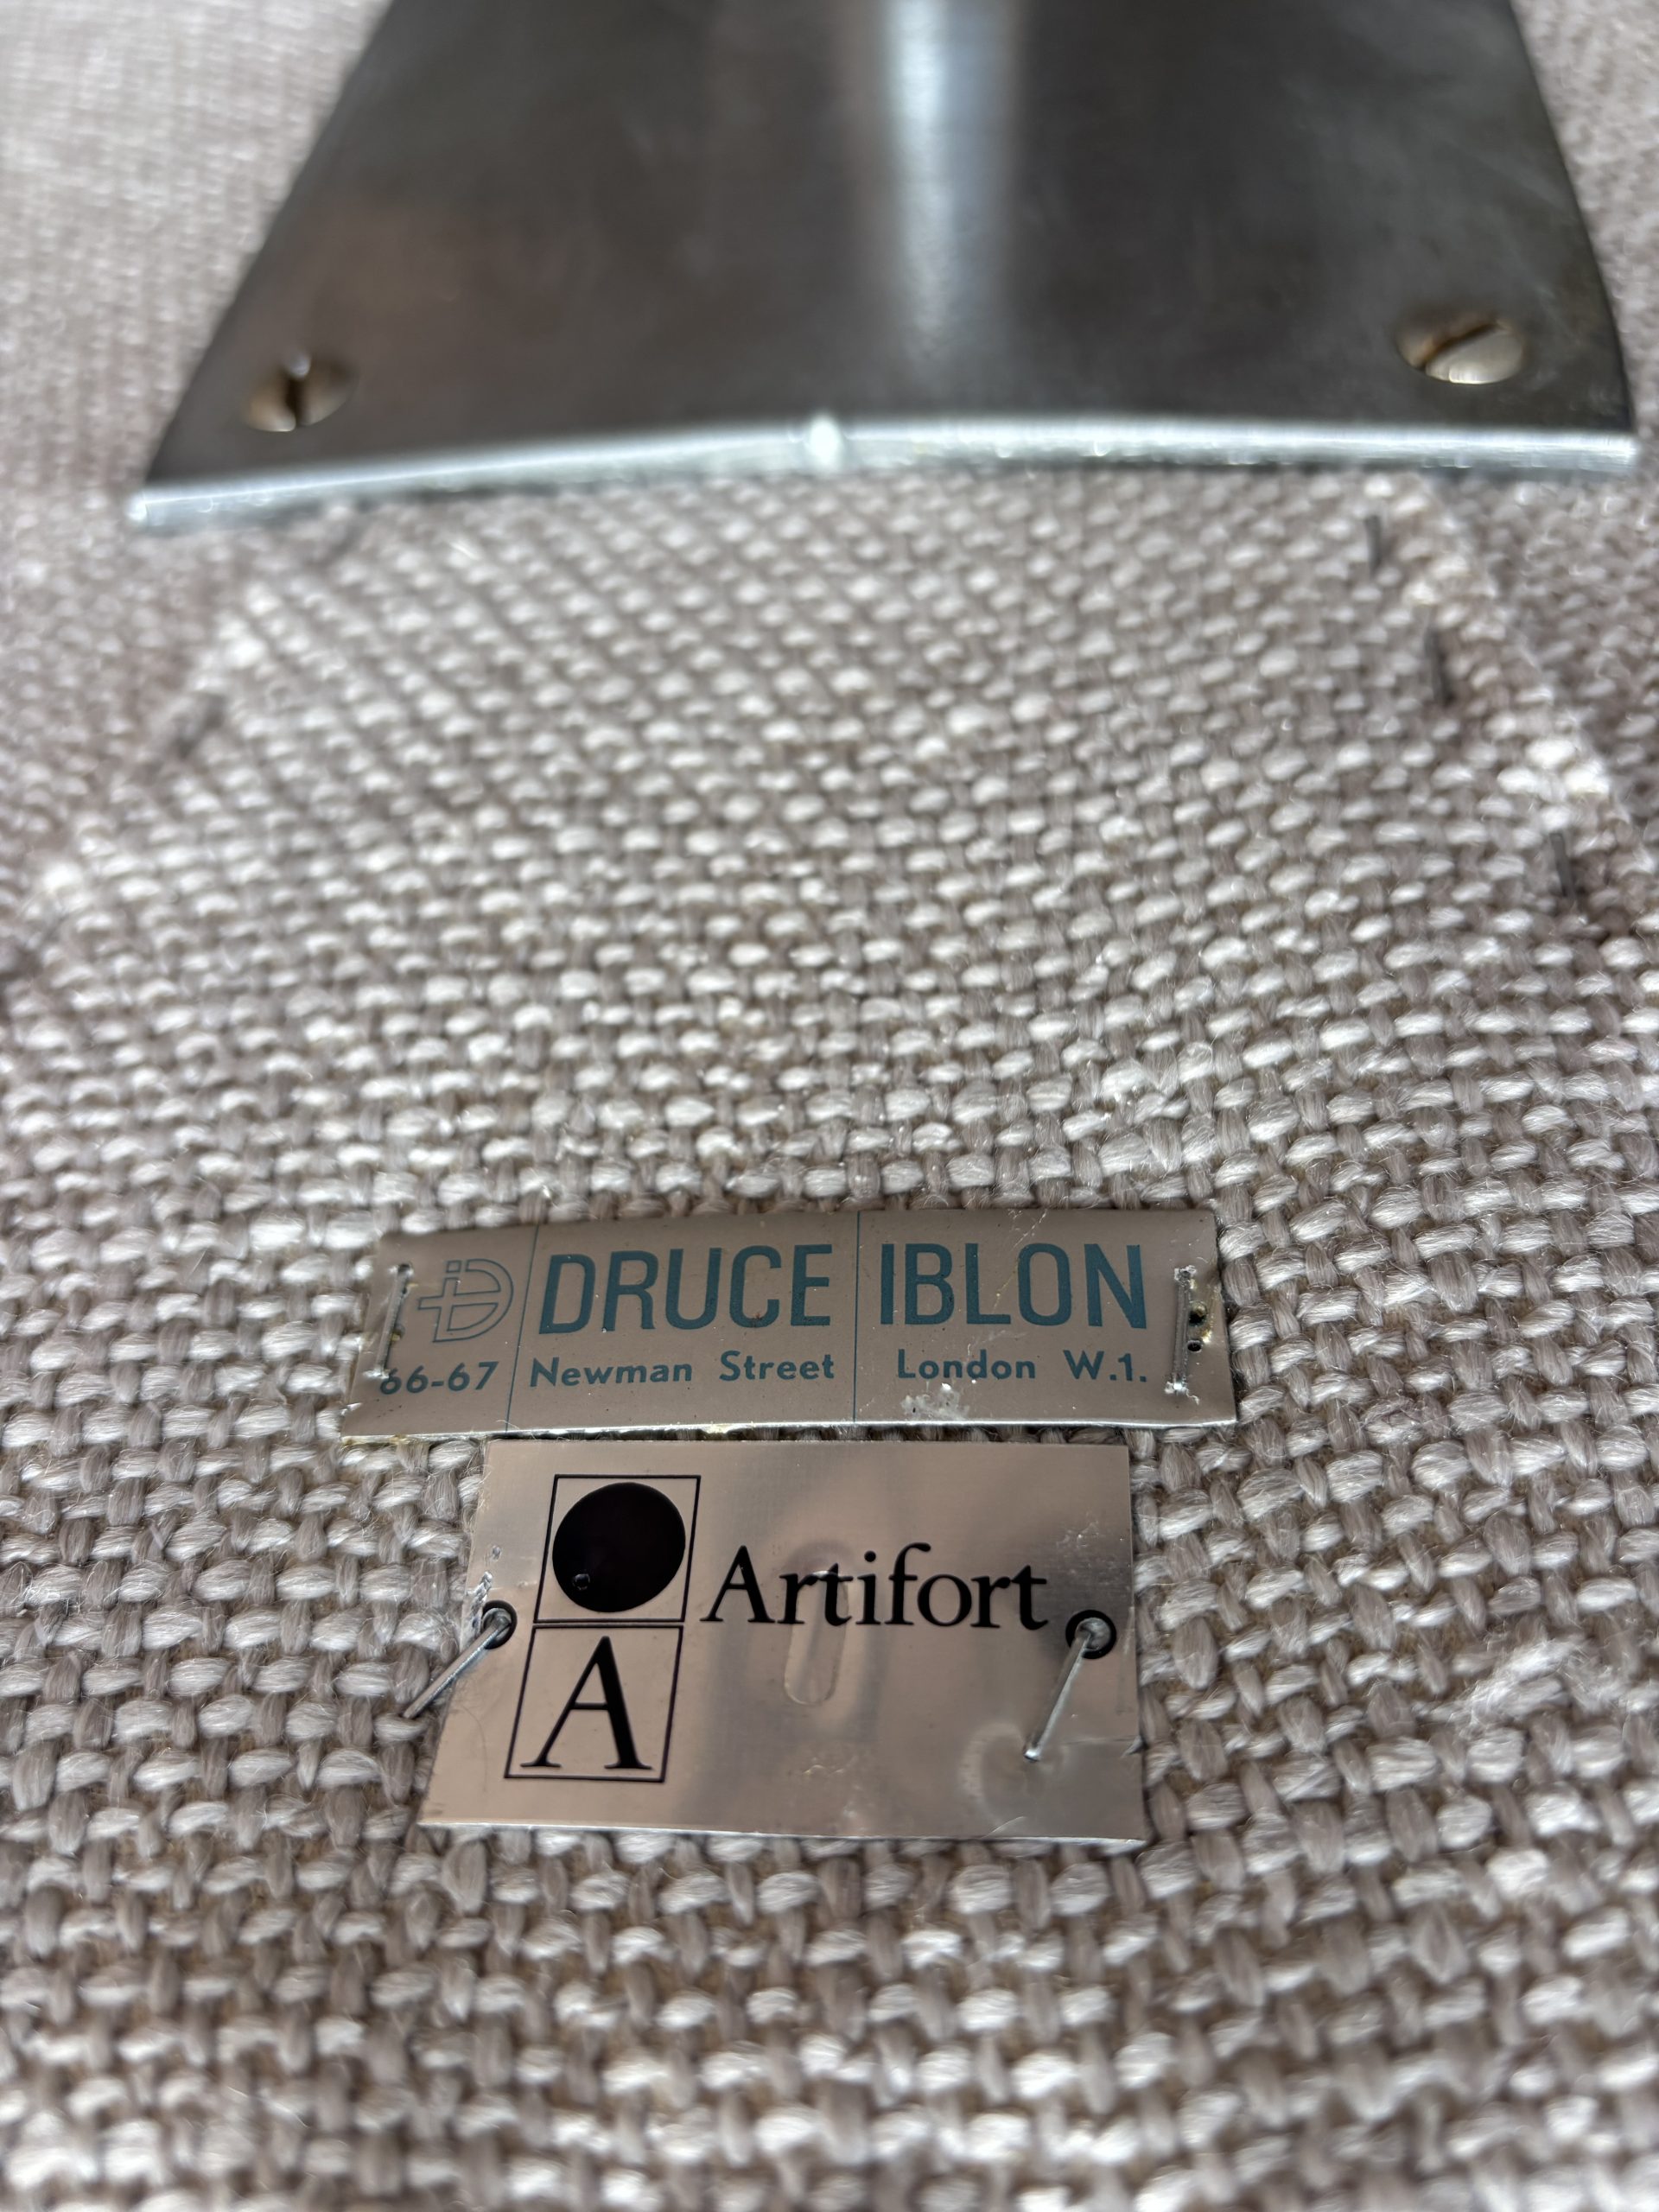 DRUCE IBLON
66-67 Newman Street London W.1.
Artifort
A